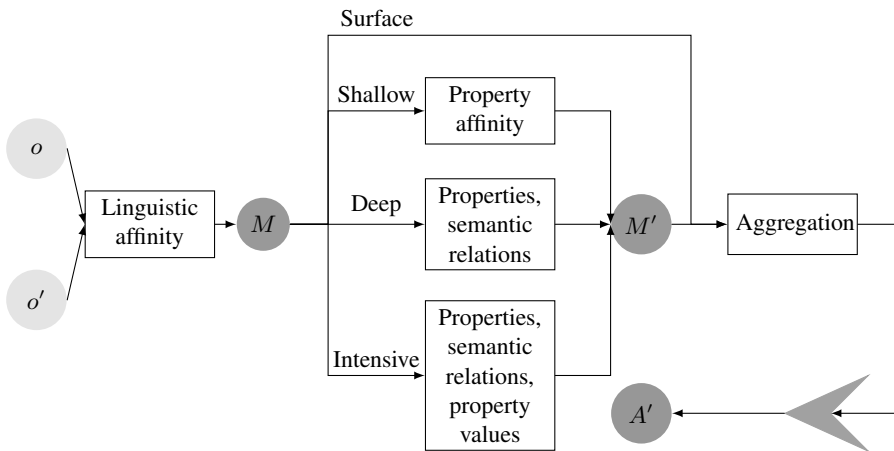 Surface
Shallow
Property
affinity
o
Linguistic
affinity
M
Deep
Properties,
semantic
relations
M′
Aggregation
o′
Intensive
Properties,
semantic
relations,
property
values
A′